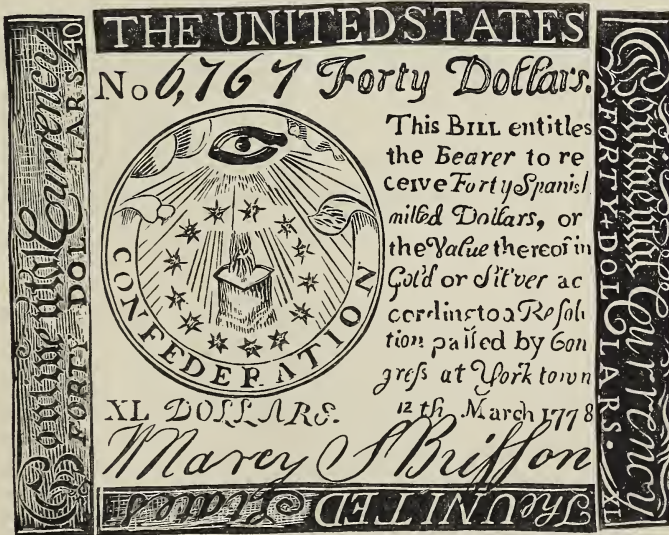 THE UNITED STATES
No 6,767 Forty Dollars.
This BILL entitles
the Bearer to re
ceive Forty Spanish
milled Dollars, or
the Value thereof in
Gold or Silver ac
cording to a Resolu
tion passed by Con
gress at York town
12th March 1778
CONFEDERATION
XL DOLLARS.
The UNITED States
Continental Currency
FORTY DOLLARS 40
Continental Currency
FORTY DOLLARS. XL